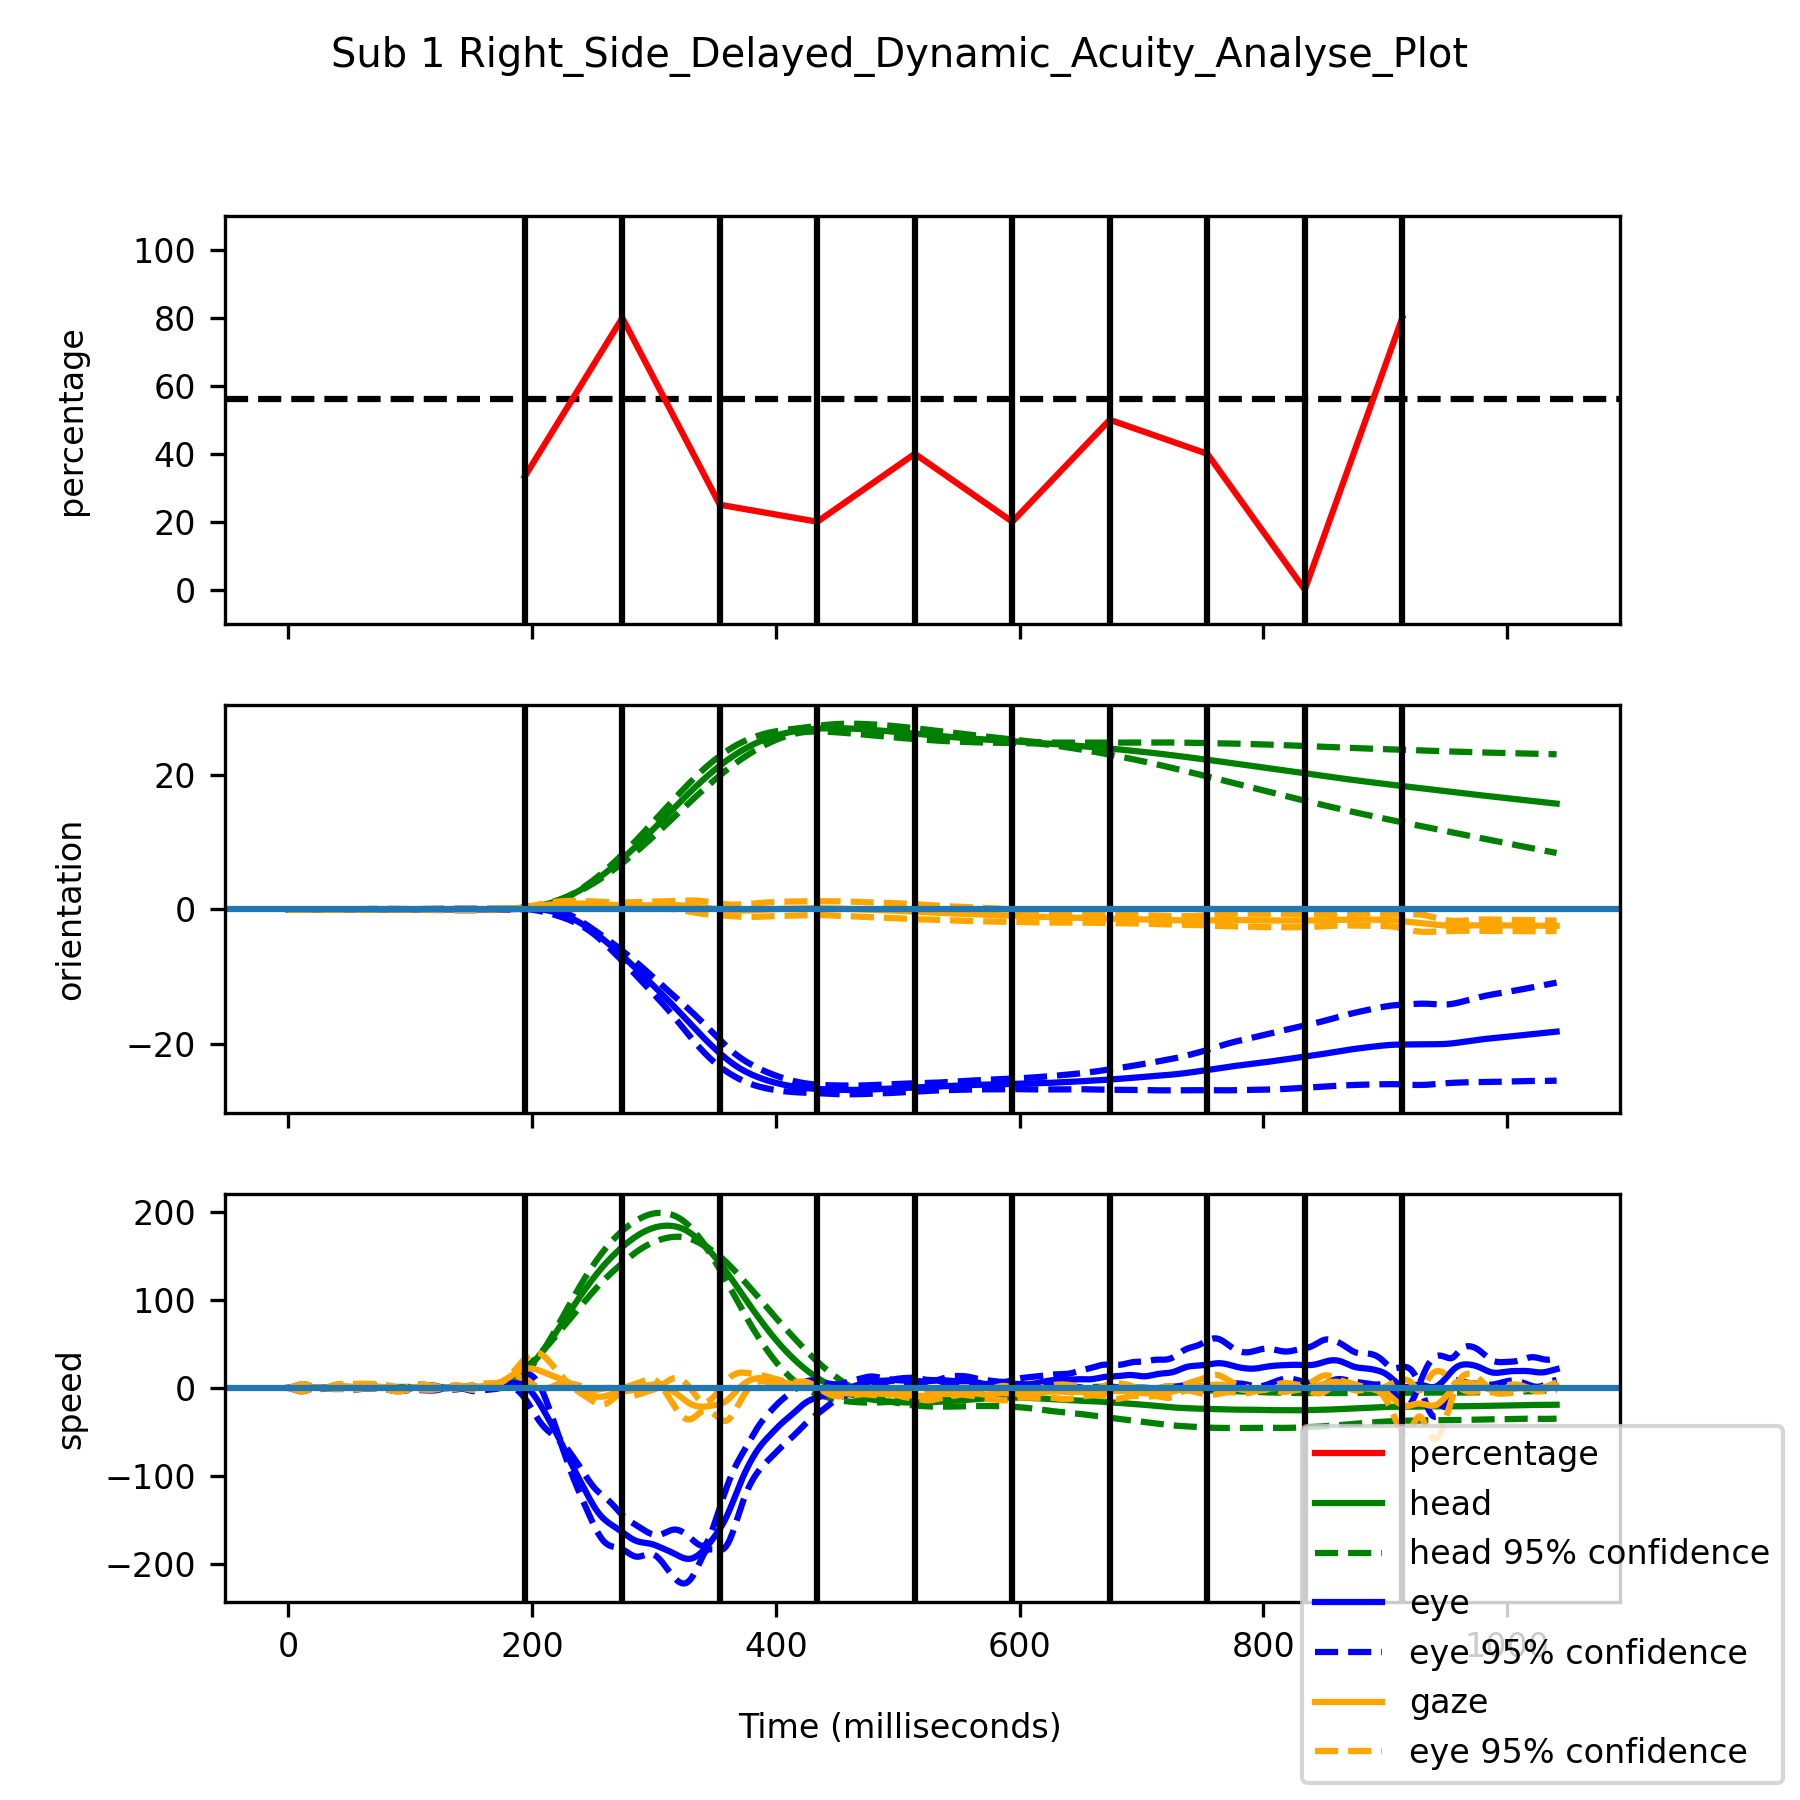 Sub 1 Right_Side_Delayed_Dynamic_Acuity_Analyse_Plot
100
80
60
40
20
0
percentage
20
0
−20
orientation
200
100
0
−100
−200
speed
0 200 400 600 800 1000
Time (milliseconds)
percentage
head
head 95% confidence
eye
eye 95% confidence
gaze
eye 95% confidence